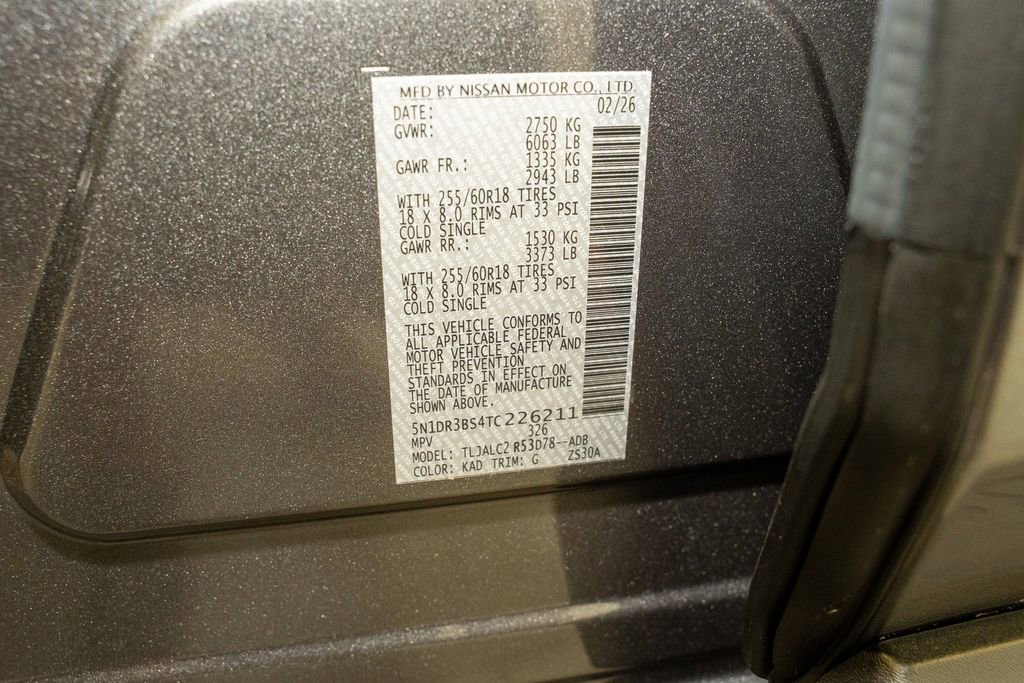 MFD BY NISSAN MOTOR CO., LTD.
DATE: 02/26
GVWR: 2750 KG
6063 LB
GAWR FR.: 1335 KG
2943 LB
WITH 255/60R18 TIRES
18 X 8.0 RIMS AT 33 PSI
COLD SINGLE
GAWR RR.: 1530 KG
3373 LB
WITH 255/60R18 TIRES
18 X 8.0 RIMS AT 33 PSI
COLD SINGLE
THIS VEHICLE CONFORMS TO
ALL APPLICABLE FEDERAL
MOTOR VEHICLE SAFETY AND
THEFT PREVENTION
STANDARDS IN EFFECT ON
THE DATE OF MANUFACTURE
SHOWN ABOVE.
5N1DR3BS4TC226211
MPV 326
MODEL: TLJALC2 R53D78--ADB
COLOR: KAD TRIM: G ZS30A